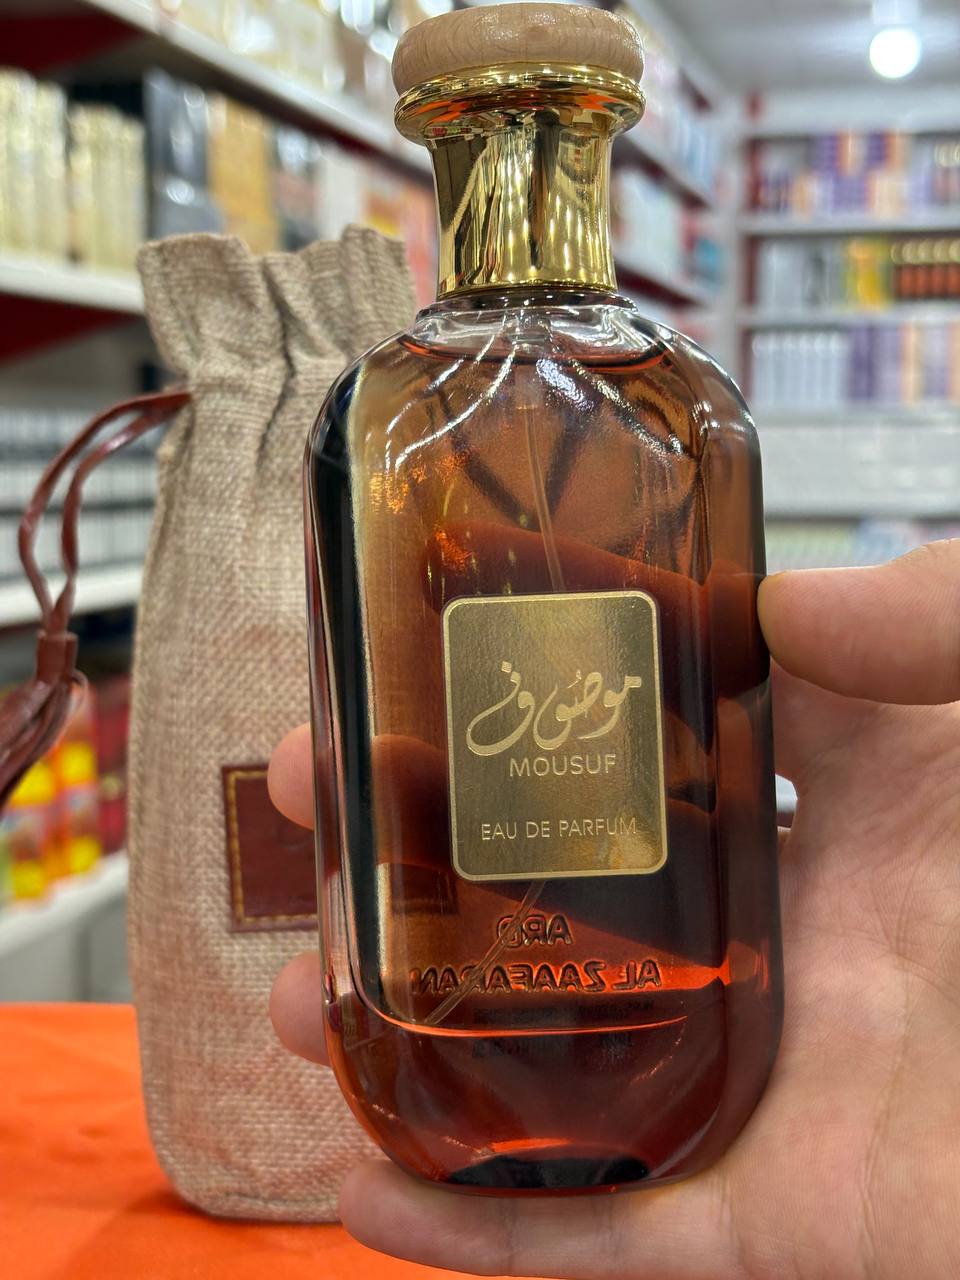 موصوف
MOUSUF
EAU DE PARFUM
ARD
AL ZAAFARAN